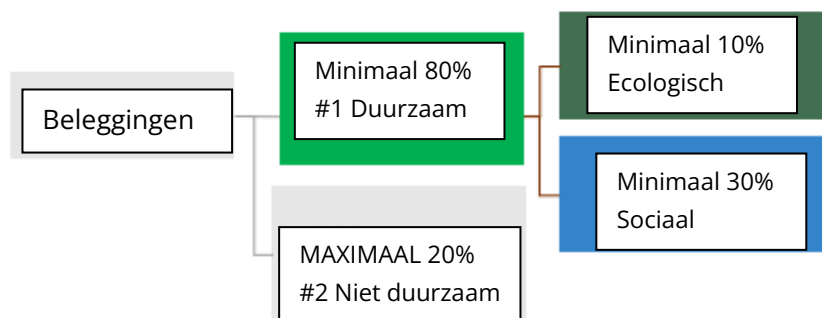 Beleggingen
Minimaal 80%
#1 Duurzaam
MAXIMAAL 20%
#2 Niet duurzaam
Minimaal 10%
Ecologisch
Minimaal 30%
Sociaal